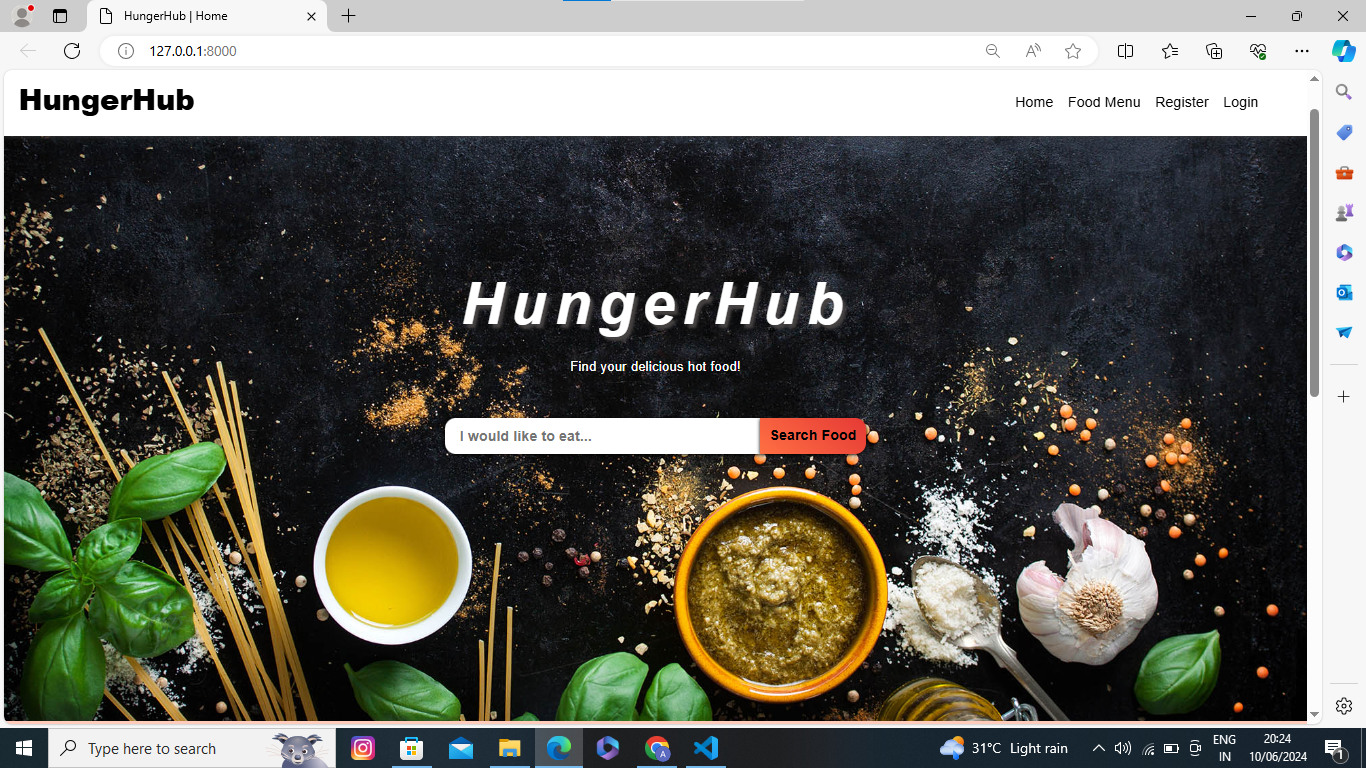 HungerHub | Home
127.0.0.1:8000
HungerHub
Home Food Menu Register Login
HungerHub
Find your delicious hot food!
I would like to eat...
Search Food
Type here to search
31°C Light rain
ENG
IN
20:24
10/06/2024
1